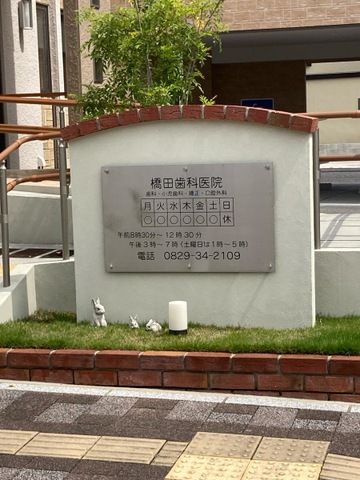 橋田歯科医院
歯科・小児歯科・矯正・口腔外科
月火水木金土日
○○○○○○休
午前8時30分〜12時30分
午後3時〜7時(土曜日は1時〜5時)
電話 0829-34-2109